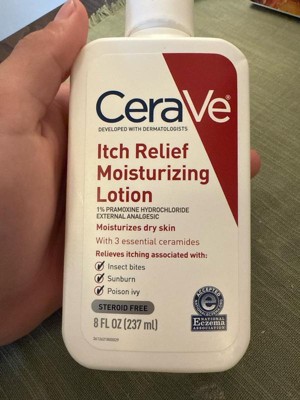 CeraVe®
DEVELOPED WITH DERMATOLOGISTS
Itch Relief
Moisturizing
Lotion
1% PRAMOXINE HYDROCHLORIDE
EXTERNAL ANALGESIC
Moisturizes dry skin
With 3 essential ceramides
Relieves itching associated with:
Insect bites
Sunburn
Poison ivy
STEROID FREE
8 FL OZ (237 ml)
ACCEPTED
e
NATIONAL
Eczema
ASSOCIATION